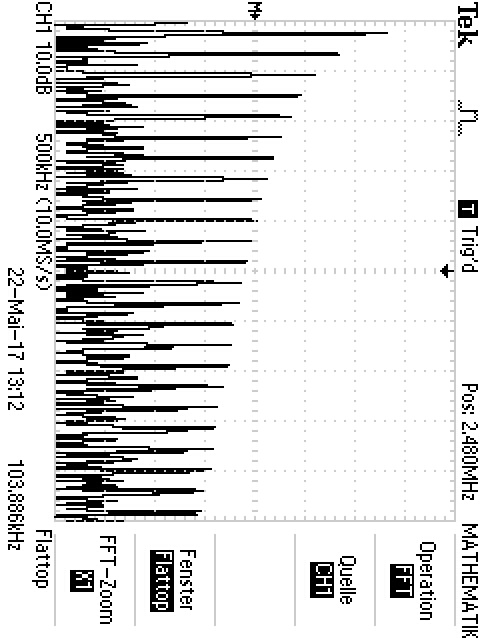 Tek T Trig'd Pos: 2.480MHz MATHEMATIK
Operation
FFT
Quelle
CH1
Fenster
Flattop
FFT-Zoom
X1
M
CH1 10.0dB 500kHz (10.0MS/s) Flattop
22-Mai-17 13:12 103.886kHz